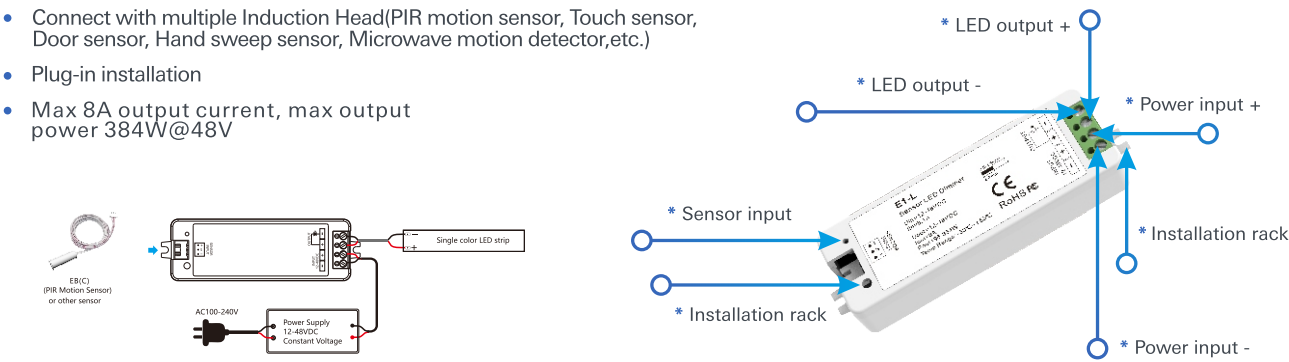 Connect with multiple Induction Head(PIR motion sensor, Touch sensor,
Door sensor, Hand sweep sensor, Microwave motion detector,etc.)
Plug-in installation
Max 8A output current, max output
power 384W@48V
EB(C)
(PIR Motion Sensor)
or other sensor
Single color LED strip
AC100-240V
Power Supply
12-48VDC
Constant Voltage
* LED output +
* LED output -
* Power input +
* Sensor input
* Installation rack
* Installation rack
* Power input -
E1-L
Sensor LED Dimmer
CE
RoHS FC